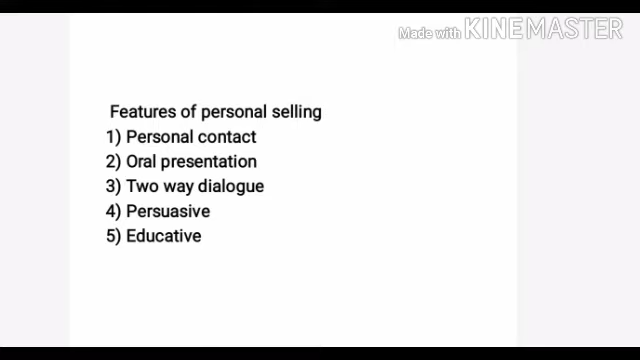 Made with KINEMASTER
Features of personal selling
1) Personal contact
2) Oral presentation
3) Two way dialogue
4) Persuasive
5) Educative